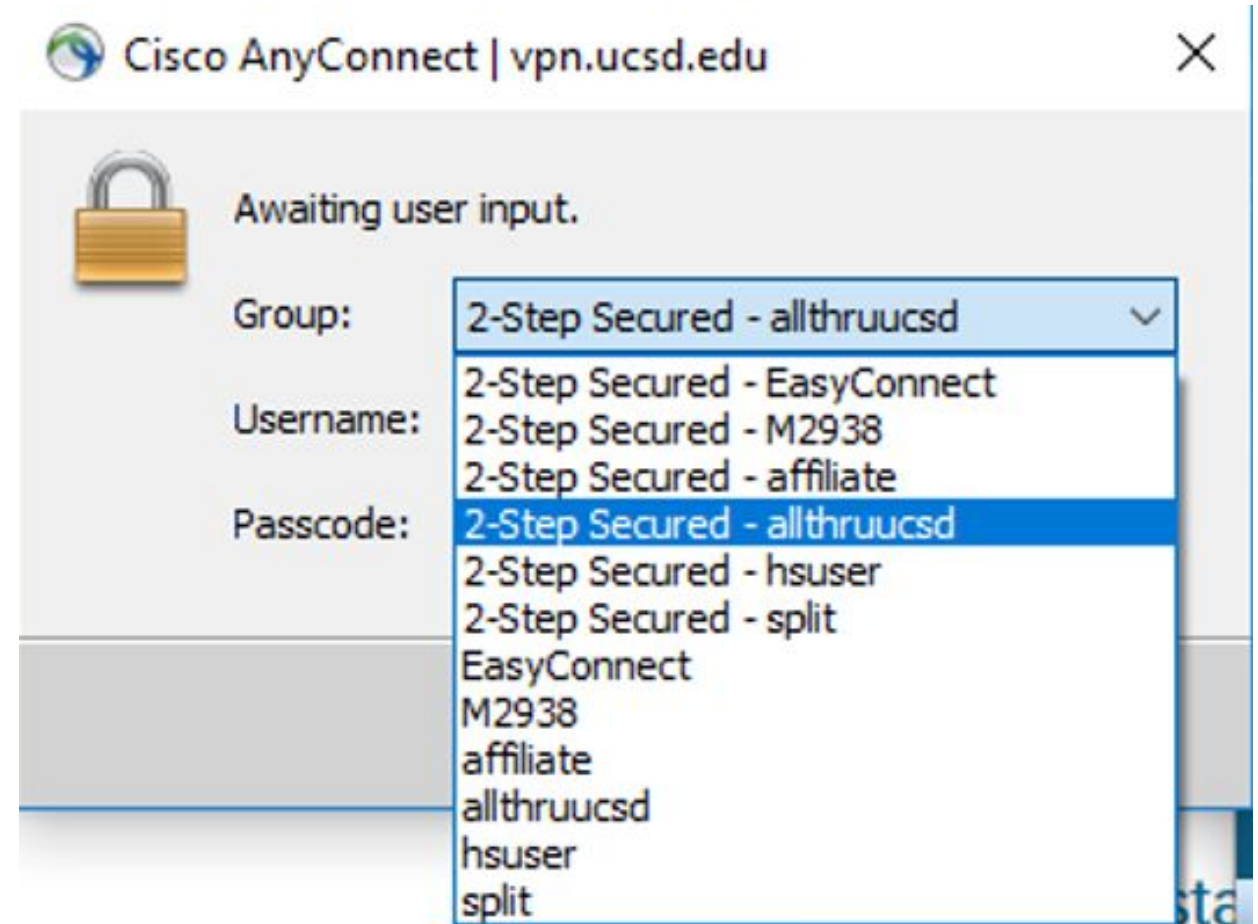 Cisco AnyConnect | vpn.ucsd.edu
Awaiting user input.
Group: 2-Step Secured - allthruucsd
Username:
Passcode:
2-Step Secured - EasyConnect
2-Step Secured - M2938
2-Step Secured - affiliate
2-Step Secured - allthruucsd
2-Step Secured - hsuser
2-Step Secured - split
EasyConnect
M2938
affiliate
allthruucsd
hsuser
split